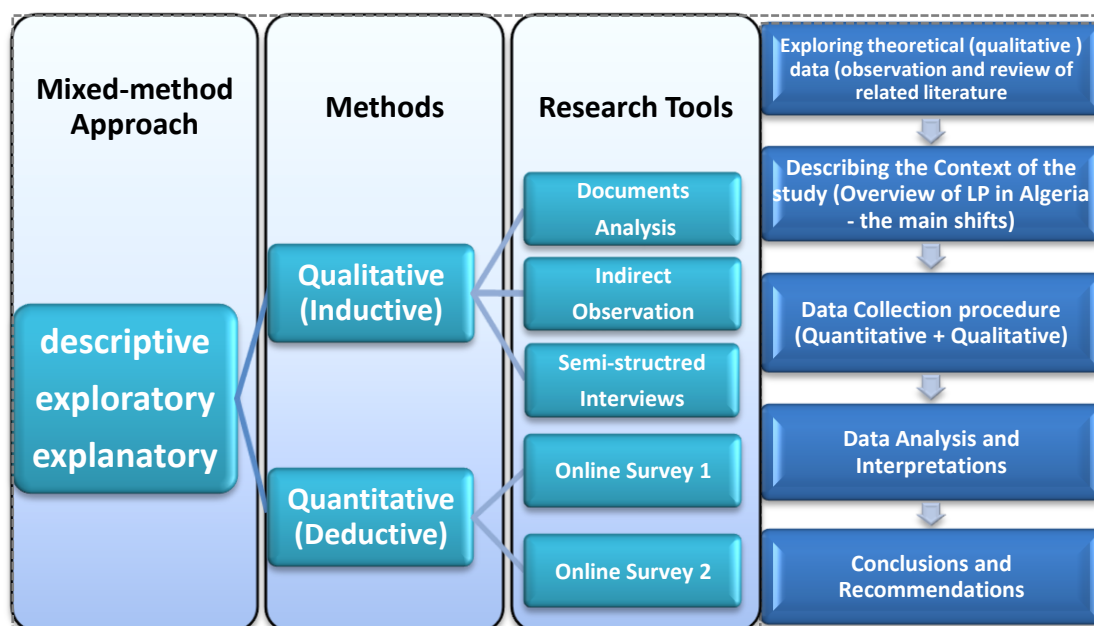 Mixed-method
Approach
descriptive
exploratory
explanatory
Methods
Qualitative
(Inductive)
Quantitative
(Deductive)
Research Tools
Documents
Analysis
Indirect
Observation
Semi-structred
Interviews
Online Survey 1
Online Survey 2
Exploring theoretical (qualitative )
data (observation and review of
related literature
Describing the Context of the
study (Overview of LP in Algeria
- the main shifts)
Data Collection procedure
(Quantitative + Qualitative)
Data Analysis and
Interpretations
Conclusions and
Recommendations